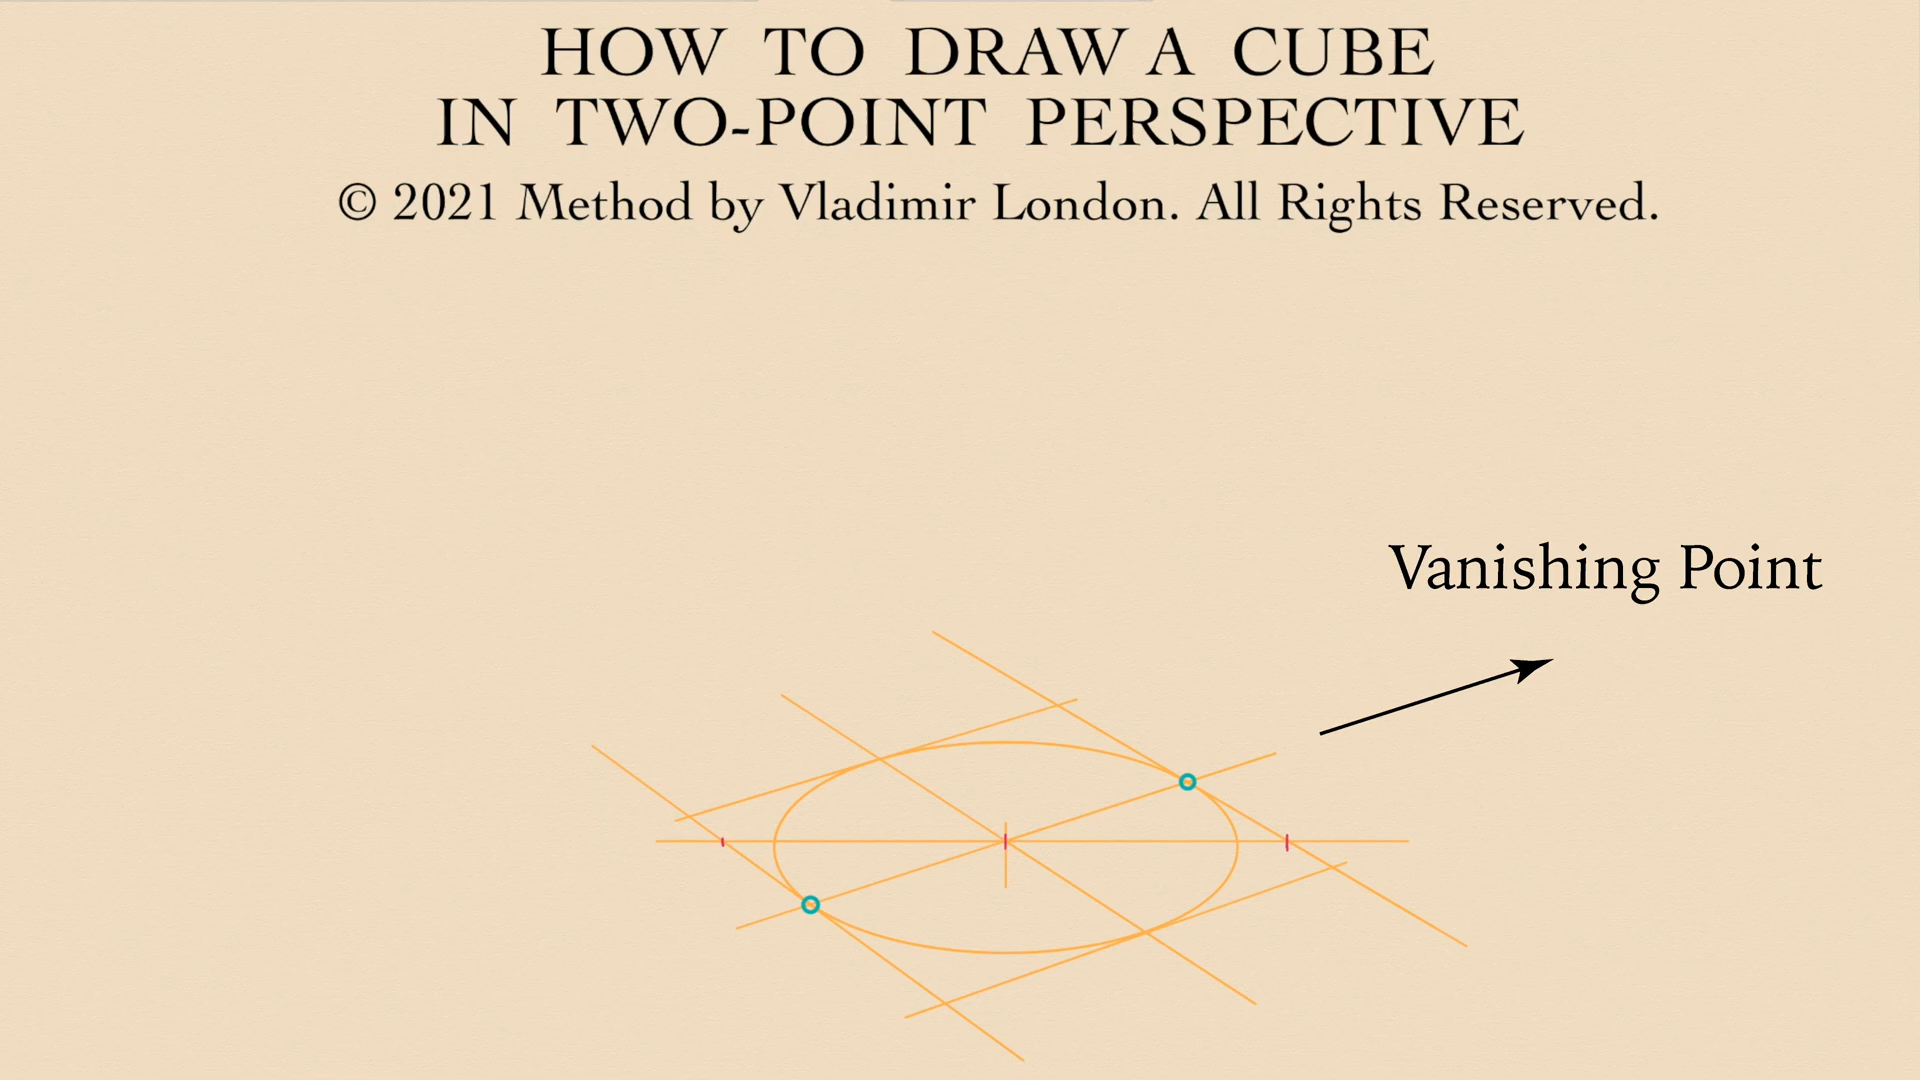 HOW TO DRAW A CUBE
IN TWO-POINT PERSPECTIVE
© 2021 Method by Vladimir London. All Rights Reserved.
Vanishing Point